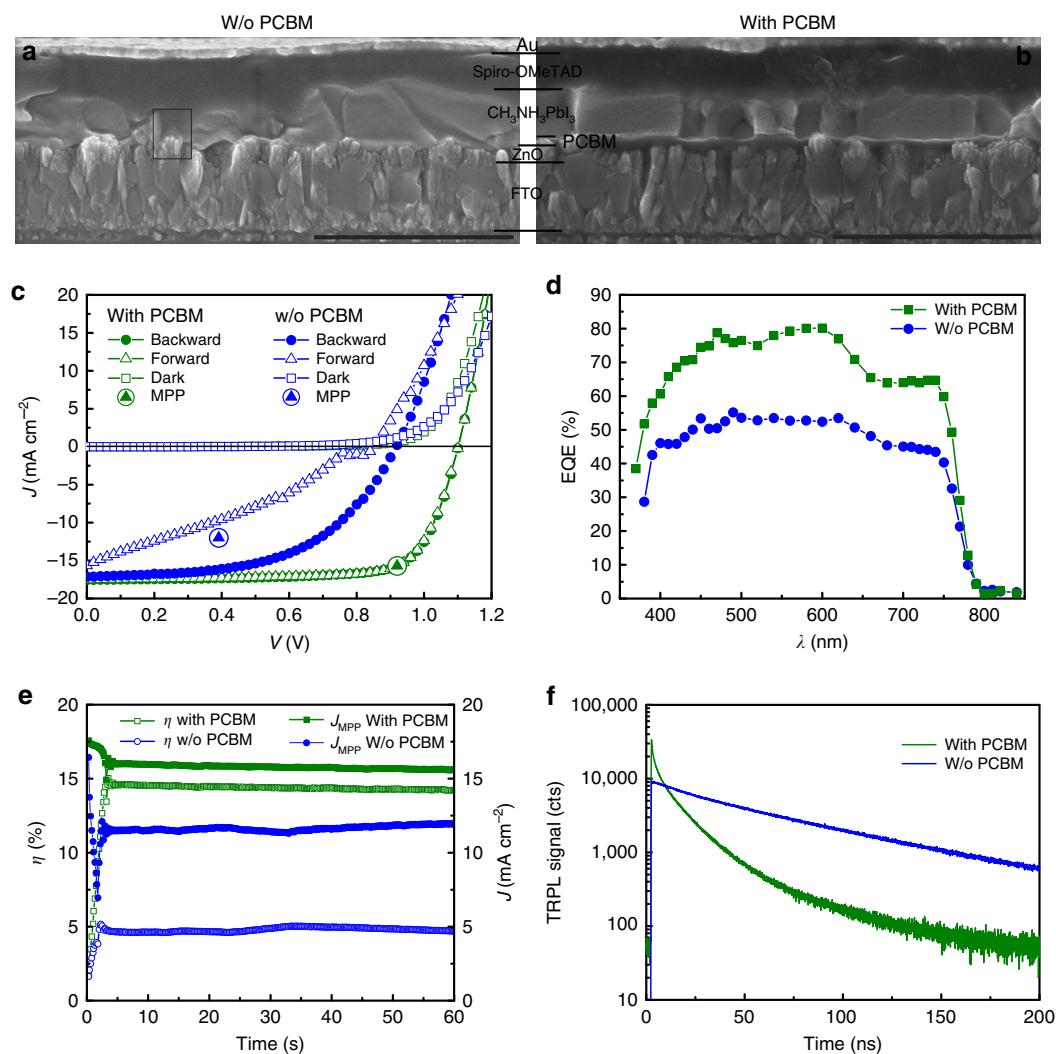 W/o PCBM
With PCBM
a
b
Au
Spiro-OMeTAD
CH₃NH₃PbI₃
PCBM
ZnO
FTO
c
With PCBM
w/o PCBM
Backward
Forward
Dark
MPP
Backward
Forward
Dark
MPP
20
15
10
5
0
–5
–10
–15
–20
J (mA cm⁻²)
0.0 0.2 0.4 0.6 0.8 1.0 1.2
V (V)
d
With PCBM
W/o PCBM
90
80
70
60
50
40
30
20
10
0
EQE (%)
400 500 600 700 800
λ (nm)
e
η with PCBM
η w/o PCBM
J_MPP With PCBM
J_MPP W/o PCBM
20
15
10
5
0
η (%)
20
15
10
5
0
J (mA cm⁻²)
0 10 20 30 40 50 60
Time (s)
f
With PCBM
W/o PCBM
100,000
10,000
1,000
100
10
TRPL signal (cts)
0 50 100 150 200
Time (ns)